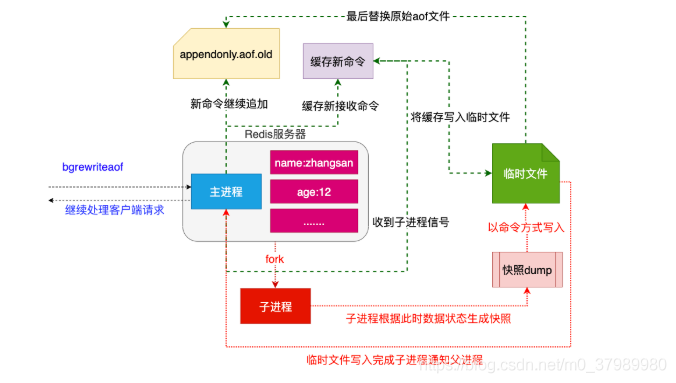 最后替换原始aof文件
appendonly.aof.old
缓存新命令
新命令继续追加
缓存新接收命令
将缓存写入临时文件
Redis服务器
bgrewriteaof
name:zhangsan
临时文件
主进程
age:12
继续处理客户端请求
.......
收到子进程信号
以命令方式写入
fork
快照dump
子进程
子进程根据此时数据状态生成快照
临时文件写入完成子进程通知父进程
https://blog.csdn.net/m0_37989980